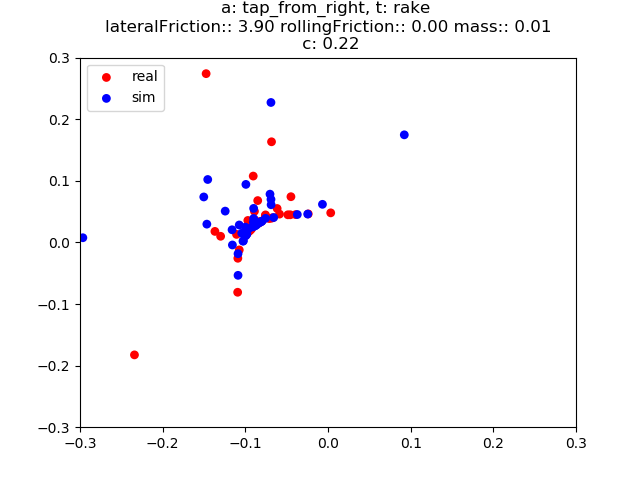 a: tap_from_right, t: rake
lateralFriction:: 3.90 rollingFriction:: 0.00 mass:: 0.01
c: 0.22
real
sim
0.3
0.2
0.1
0.0
−0.1
−0.2
−0.3
−0.3 −0.2 −0.1 0.0 0.1 0.2 0.3